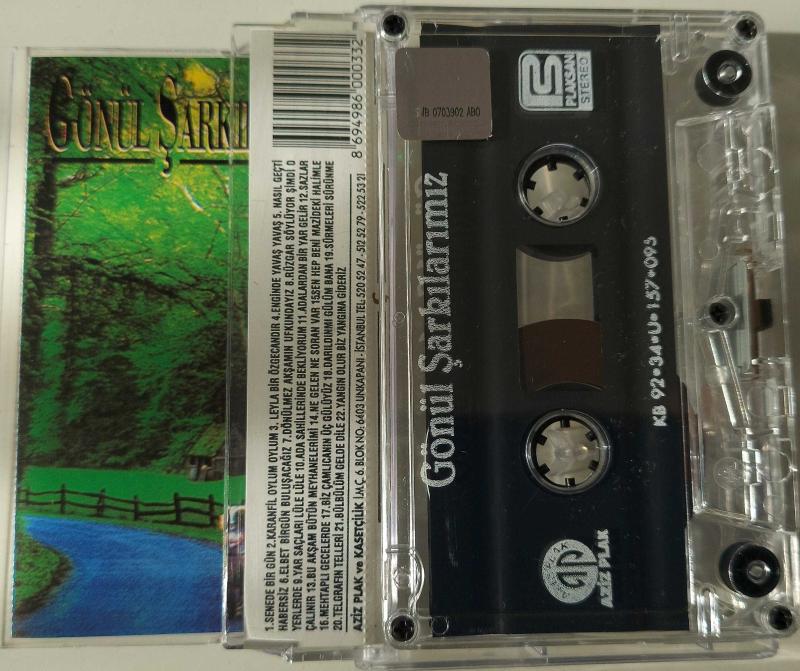 GÖNÜL ŞARKI
8 694986 000332
1.SENEDE BİR GÜN 2.KARANFİL OYLUM OYLUM 3.LEYLA BİR ÖZGECANDIR 4.ENGİNDE YAVAŞ YAVAŞ 5. NASIL GEÇTİ
HABERSİZ 6.ELBET BİRGÜN BULUŞACAĞIZ 7.DÖNÜLMEZ AKŞAMIN UFKUNDAYIZ 8.RÜZGAR SÖYLÜYOR ŞİMDİ O
YERLERDE 9.YAR SAÇLARI LÜLE LÜLE 10.ADA SAHİLLERİNDE BEKLİYORUM 11.ADALARDAN BİR YAR GELİR 12.SAZLAR
ÇALINIR 13.BU AKŞAM BÜTÜN MEYHANELERİMİ 14.NE GELEN NE SORAN VAR 15.SEN HEP BENİ MAZİDEKİ HALİMLE
16.MEHTAPLI GECELERDE 17.BİZ ÇAMLICANIN ÜÇ GÜLÜYÜZ 18.DARILDINMI GÜLÜM BANA 19.SÜRMELERİ SÜRÜNME
20.TELGRAFIN TELLERİ 21.BÜLBÜLÜM GELDE DİLE 22.YANGIN OLUR BİZ YANGINA GİDERİZ
AZİZ PLAK ve KASETÇİLİK İ.M.Ç. 6. BLOK NO: 6403 UNKAPANI - İSTANBUL TEL: 520 52 47 - 512 52 79 - 522 53 21
0703902 ABO
PLAKSAN
STEREO
Gönül Şarkılarımız
KB 92•34•U•157•095
AZİZ PLAK